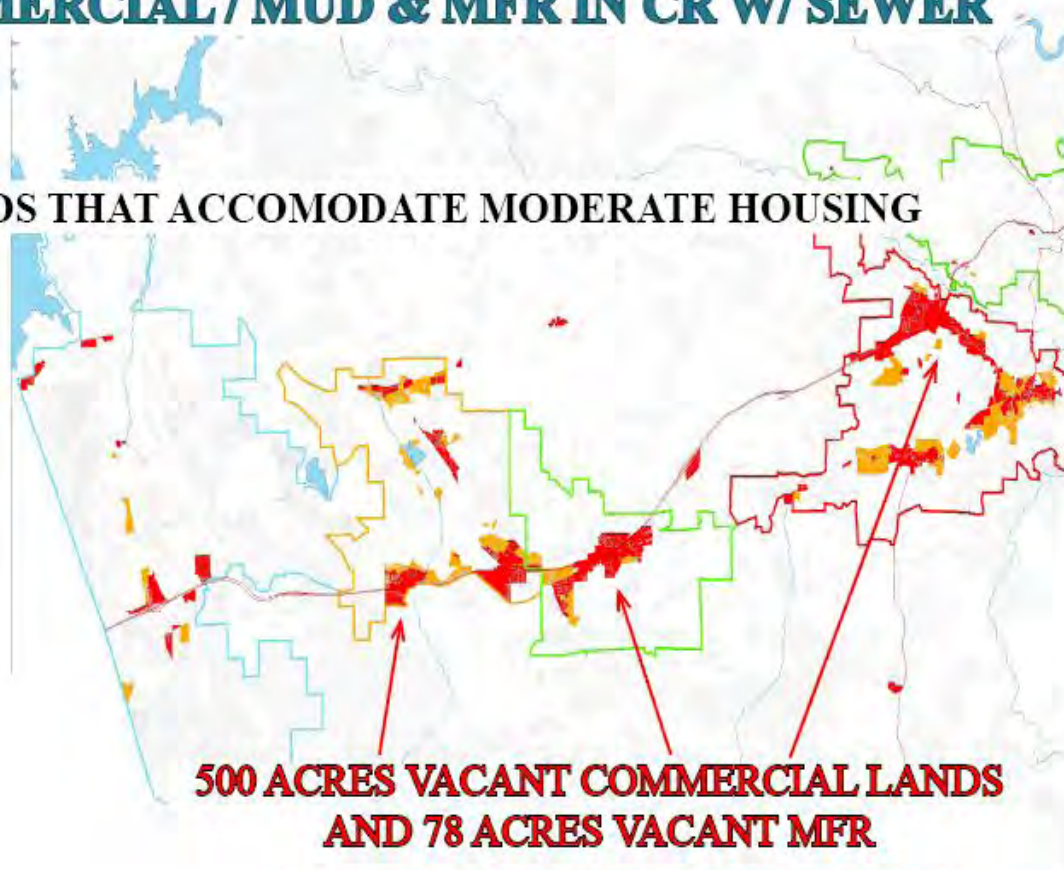 MERCIAL / MUD & MFR IN CR W/ SEWER
DS THAT ACCOMODATE MODERATE HOUSING
500 ACRES VACANT COMMERCIAL LANDS
AND 78 ACRES VACANT MFR